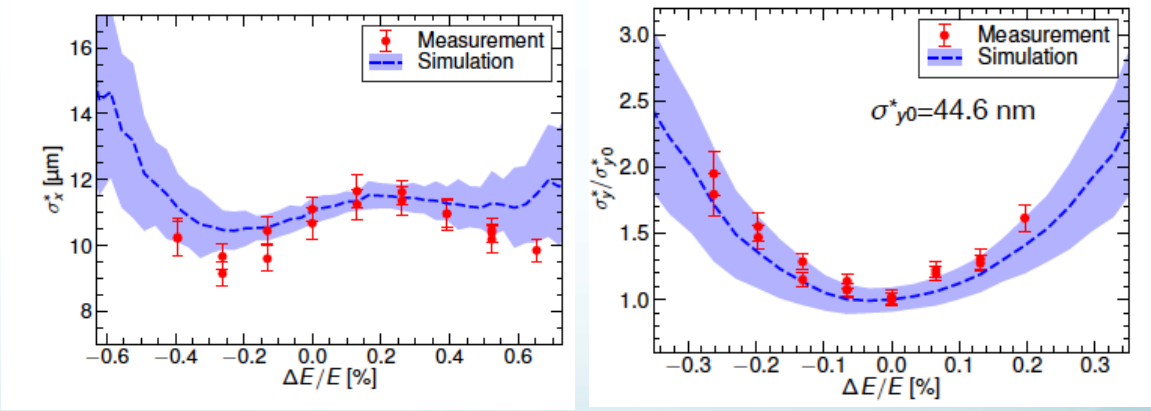 16
14
12
10
8
σ*x [µm]
Measurement
Simulation
−0.6 −0.4 −0.2 0.0 0.2 0.4 0.6
ΔE/E [%]
3.0
2.5
2.0
1.5
1.0
σ*y/σ*y0
Measurement
Simulation
σ*y0=44.6 nm
−0.3 −0.2 −0.1 0.0 0.1 0.2 0.3
ΔE/E [%]